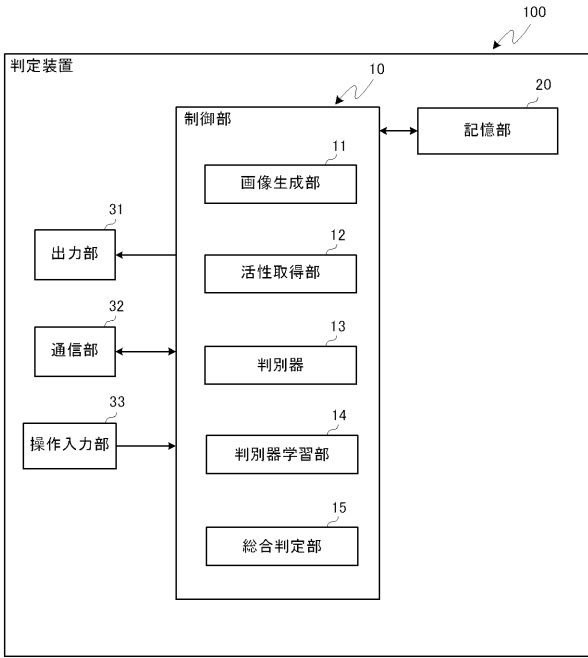 100
判定装置
10
制御部
20
記憶部
11
画像生成部
31
出力部
12
活性取得部
32
通信部
13
判別器
33
操作入力部
14
判別器学習部
15
総合判定部